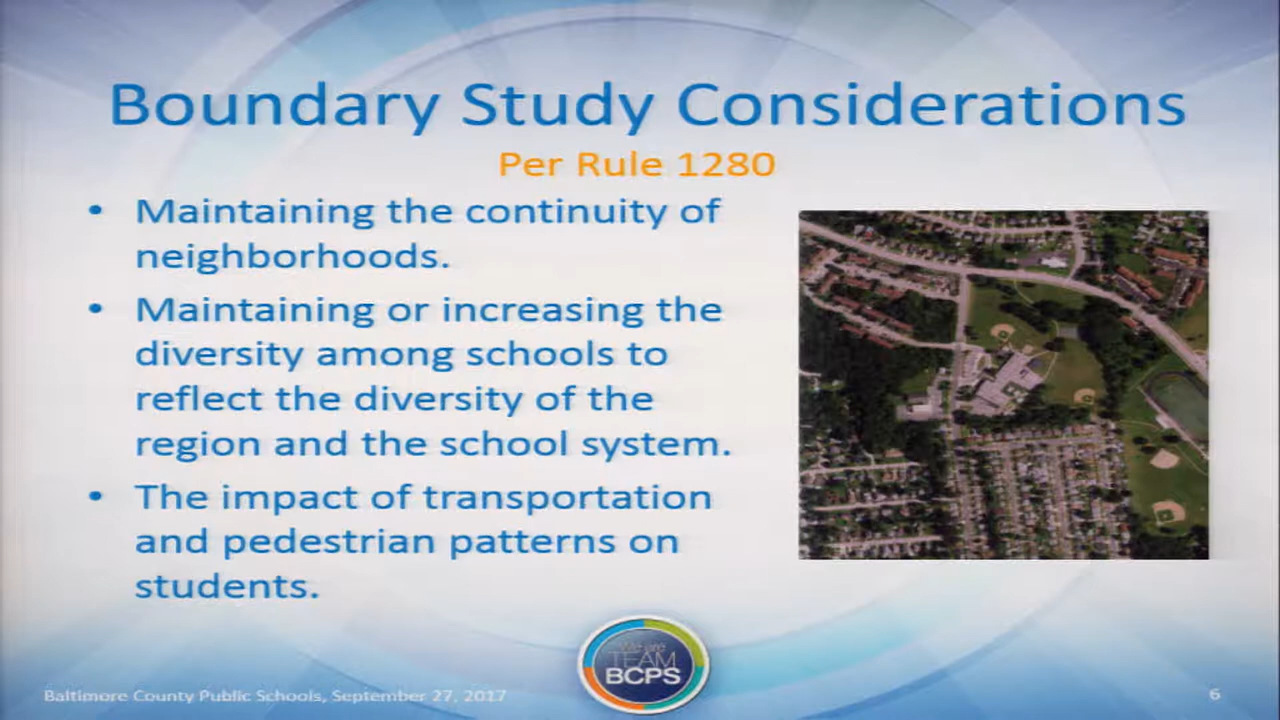 Boundary Study Considerations
Per Rule 1280
• Maintaining the continuity of
neighborhoods.
• Maintaining or increasing the
diversity among schools to
reflect the diversity of the
region and the school system.
• The impact of transportation
and pedestrian patterns on
students.
We are
TEAM
BCPS
Baltimore County Public Schools, September 27, 2017
6